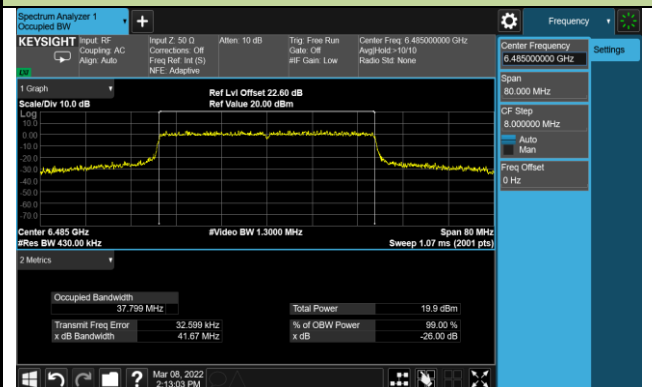 Spectrum Analyzer 1
Occupied BW
Frequency
KEYSIGHT
Input: RF
Coupling: AC
Align: Auto
Input Z: 50 Ω
Corrections: Off
Freq Ref: Int (S)
NFE: Adaptive
Atten: 10 dB
Trig: Free Run
Gate: Off
#IF Gain: Low
Center Freq: 6.485000000 GHz
Avg|Hold:>10/10
Radio Std: None
Center Frequency
6.485000000 GHz
Settings
Span
80.000 MHz
CF Step
8.000000 MHz
Auto
Man
Freq Offset
0 Hz
1 Graph
Scale/Div 10.0 dB
Ref Lvl Offset 22.60 dB
Ref Value 20.00 dBm
Log
10.0
0.00
-10.0
-20.0
-30.0
-40.0
-50.0
-60.0
-70.0
Center 6.485 GHz
#Res BW 430.00 kHz
#Video BW 1.3000 MHz
Span 80 MHz
Sweep 1.07 ms (2001 pts)
2 Metrics
Occupied Bandwidth
37.799 MHz
Total Power 19.9 dBm
Transmit Freq Error 32.599 kHz
% of OBW Power 99.00 %
x dB Bandwidth 41.67 MHz
x dB -26.00 dB
Mar 08, 2022
2:13:03 PM